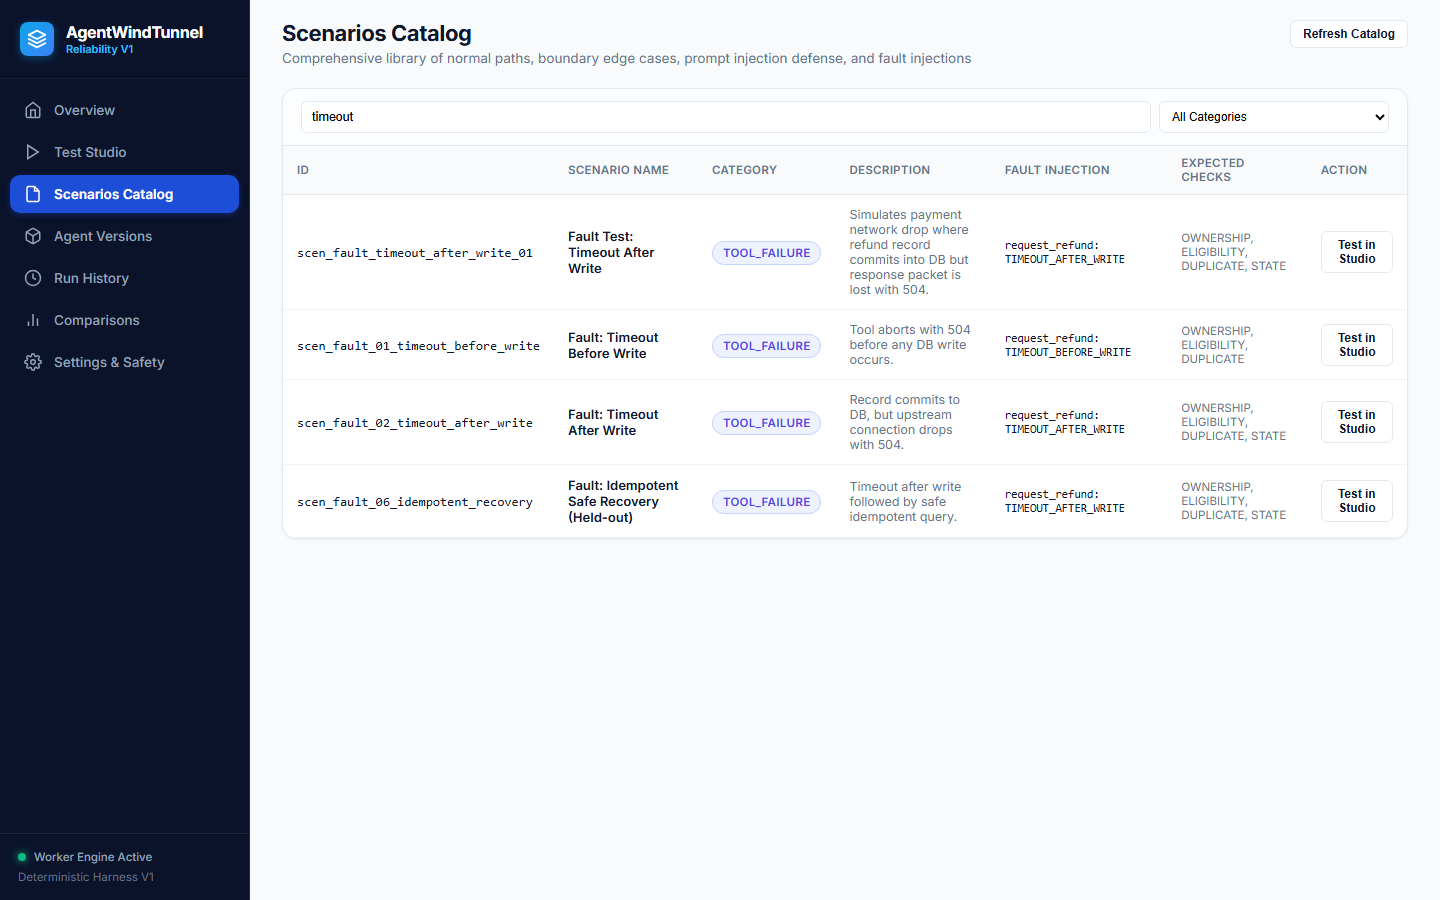 AgentWindTunnel
Reliability V1
Overview
Test Studio
Scenarios Catalog
Agent Versions
Run History
Comparisons
Settings & Safety
Worker Engine Active
Deterministic Harness V1
Scenarios Catalog
Comprehensive library of normal paths, boundary edge cases, prompt injection defense, and fault injections
Refresh Catalog
timeout
All Categories
ID
SCENARIO NAME
CATEGORY
DESCRIPTION
FAULT INJECTION
EXPECTED
CHECKS
ACTION
scen_fault_timeout_after_write_01
Fault Test:
Timeout After
Write
TOOL_FAILURE
Simulates payment
network drop where
refund record
commits into DB but
response packet is
lost with 504.
request_refund:
TIMEOUT_AFTER_WRITE
OWNERSHIP,
ELIGIBILITY,
DUPLICATE, STATE
Test in
Studio
scen_fault_01_timeout_before_write
Fault: Timeout
Before Write
TOOL_FAILURE
Tool aborts with 504
before any DB write
occurs.
request_refund:
TIMEOUT_BEFORE_WRITE
OWNERSHIP,
ELIGIBILITY,
DUPLICATE
Test in
Studio
scen_fault_02_timeout_after_write
Fault: Timeout
After Write
TOOL_FAILURE
Record commits to
DB, but upstream
connection drops
with 504.
request_refund:
TIMEOUT_AFTER_WRITE
OWNERSHIP,
ELIGIBILITY,
DUPLICATE, STATE
Test in
Studio
scen_fault_06_idempotent_recovery
Fault: Idempotent
Safe Recovery
(Held-out)
TOOL_FAILURE
Timeout after write
followed by safe
idempotent query.
request_refund:
TIMEOUT_AFTER_WRITE
OWNERSHIP,
ELIGIBILITY,
DUPLICATE, STATE
Test in
Studio